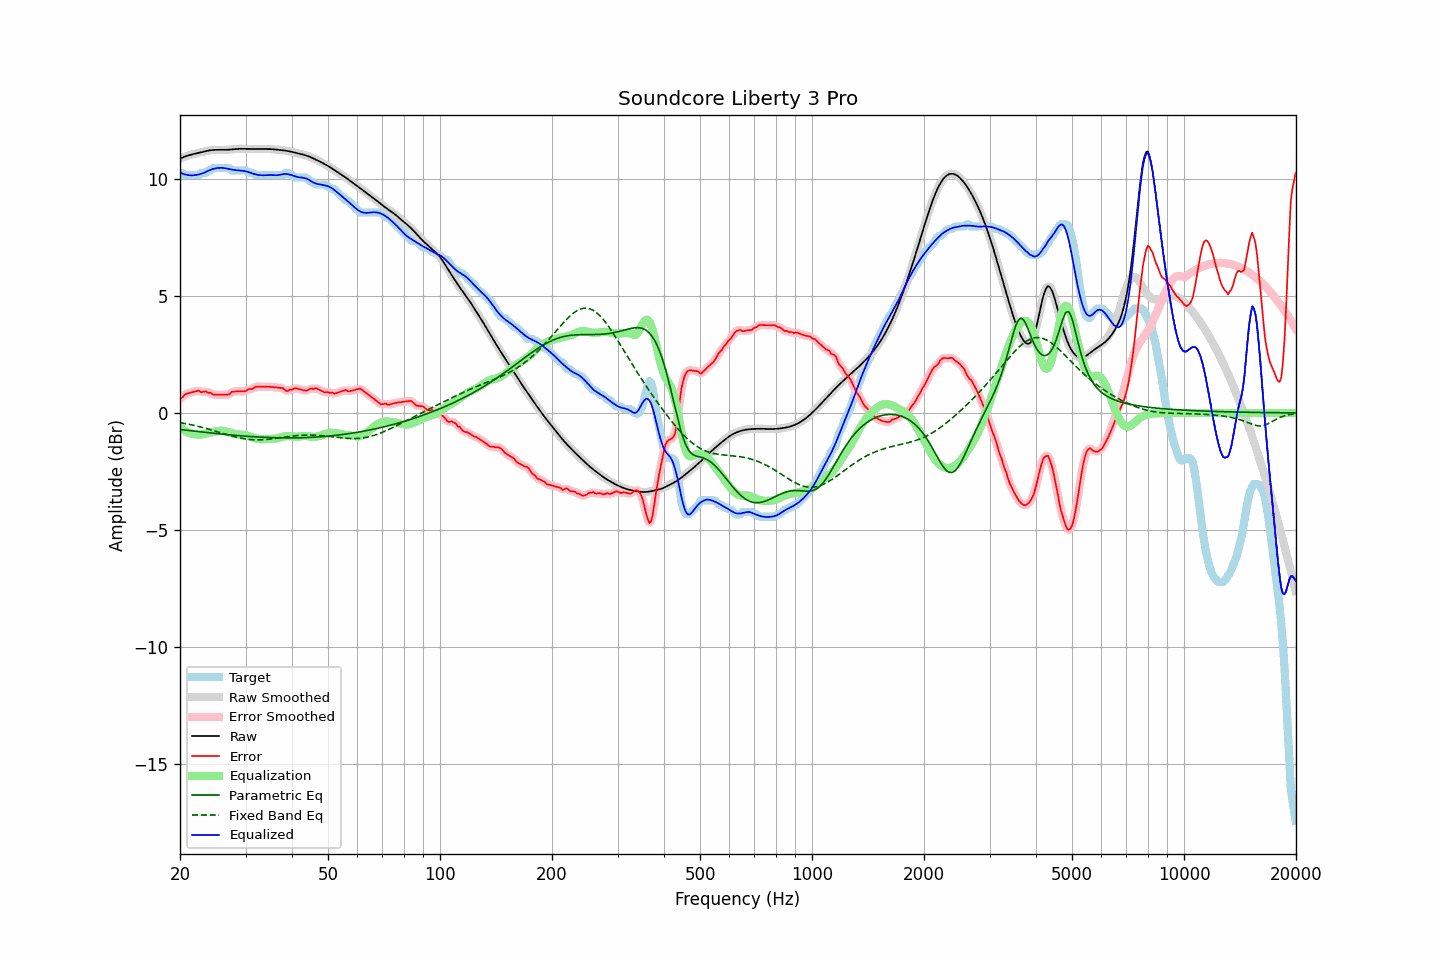 Soundcore Liberty 3 Pro
Amplitude (dBr)
10
5
0
−5
−10
−15
Target
Raw Smoothed
Error Smoothed
Raw
Error
Equalization
Parametric Eq
Fixed Band Eq
Equalized
20 50 100 200 500 1000 2000 5000 10000 20000
Frequency (Hz)